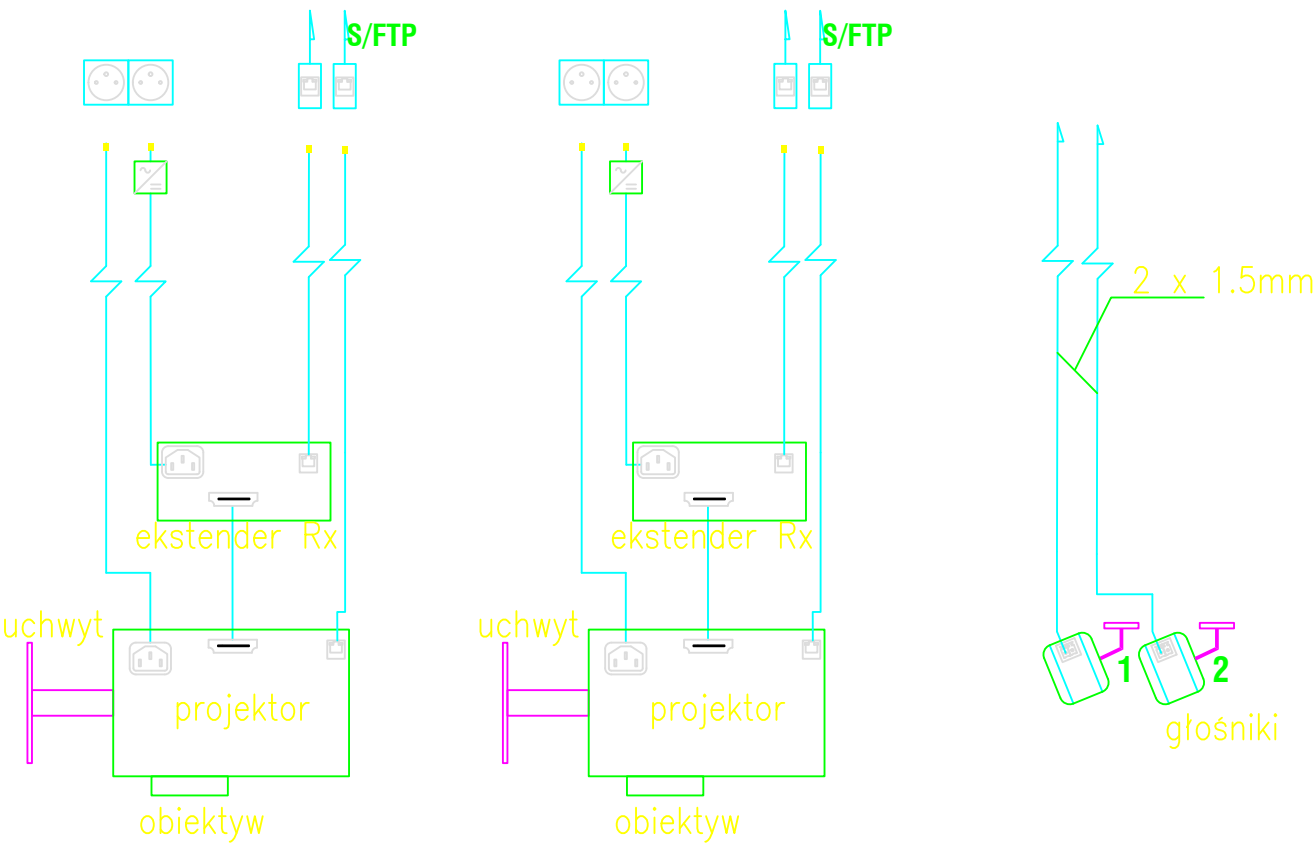 S/FTP
S/FTP
2 x 1.5mm
ekstender Rx
ekstender Rx
uchwyt
uchwyt
1
2
projektor
projektor
głośniki
obiektyw
obiektyw